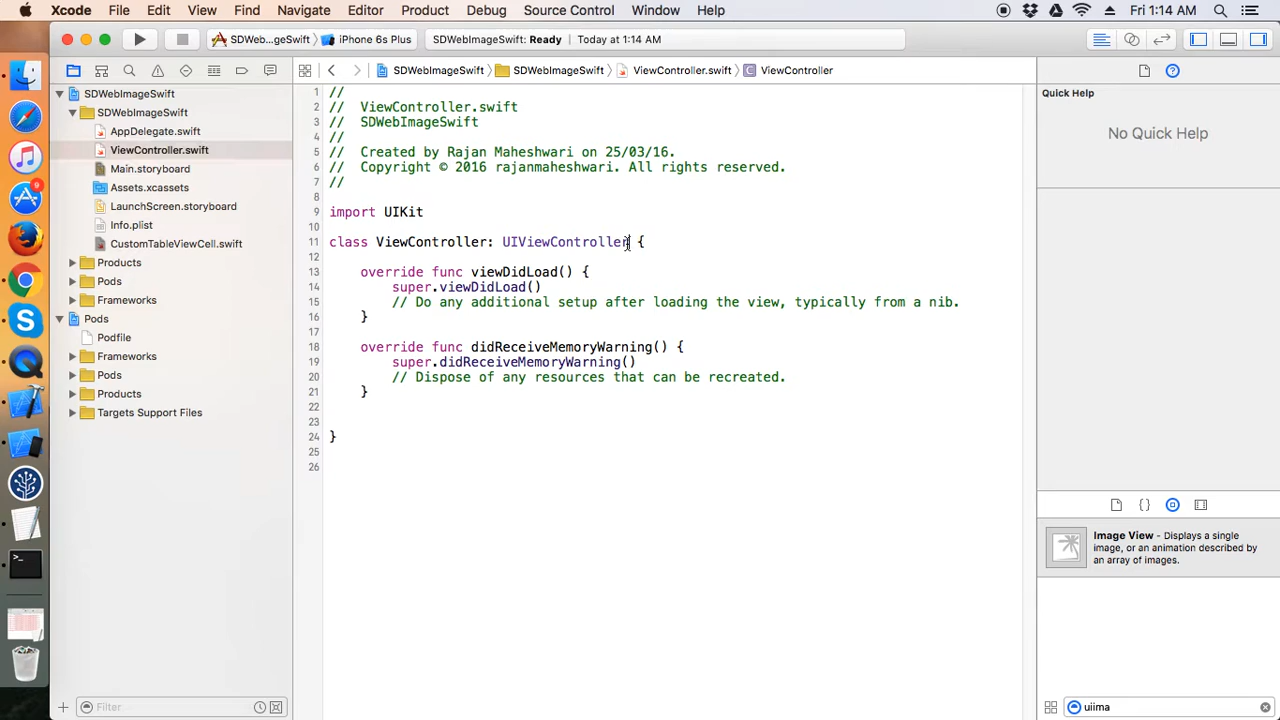 Xcode File Edit View Find Navigate Editor Product Debug Source Control Window Help Fri 1:14 AM
SDWeb...geSwift iPhone 6s Plus SDWebImageSwift: Ready Today at 1:14 AM
SDWebImageSwift SDWebImageSwift ViewController.swift C ViewController
SDWebImageSwift
SDWebImageSwift
AppDelegate.swift
ViewController.swift
Main.storyboard
Assets.xcassets
LaunchScreen.storyboard
Info.plist
CustomTableViewCell.swift
Products
Pods
Frameworks
Pods
Podfile
Frameworks
Pods
Products
Targets Support Files
Filter
9
1 //
2 // ViewController.swift
3 // SDWebImageSwift
4 //
5 // Created by Rajan Maheshwari on 25/03/16.
6 // Copyright © 2016 rajanmaheshwari. All rights reserved.
7 //
8
9 import UIKit
10
11 class ViewController: UIViewController {
12
13 override func viewDidLoad() {
14 super.viewDidLoad()
15 // Do any additional setup after loading the view, typically from a nib.
16 }
17
18 override func didReceiveMemoryWarning() {
19 super.didReceiveMemoryWarning()
20 // Dispose of any resources that can be recreated.
21 }
22
23
24 }
25
26
Quick Help
No Quick Help
Image View - Displays a single
image, or an animation described by
an array of images.
uiima